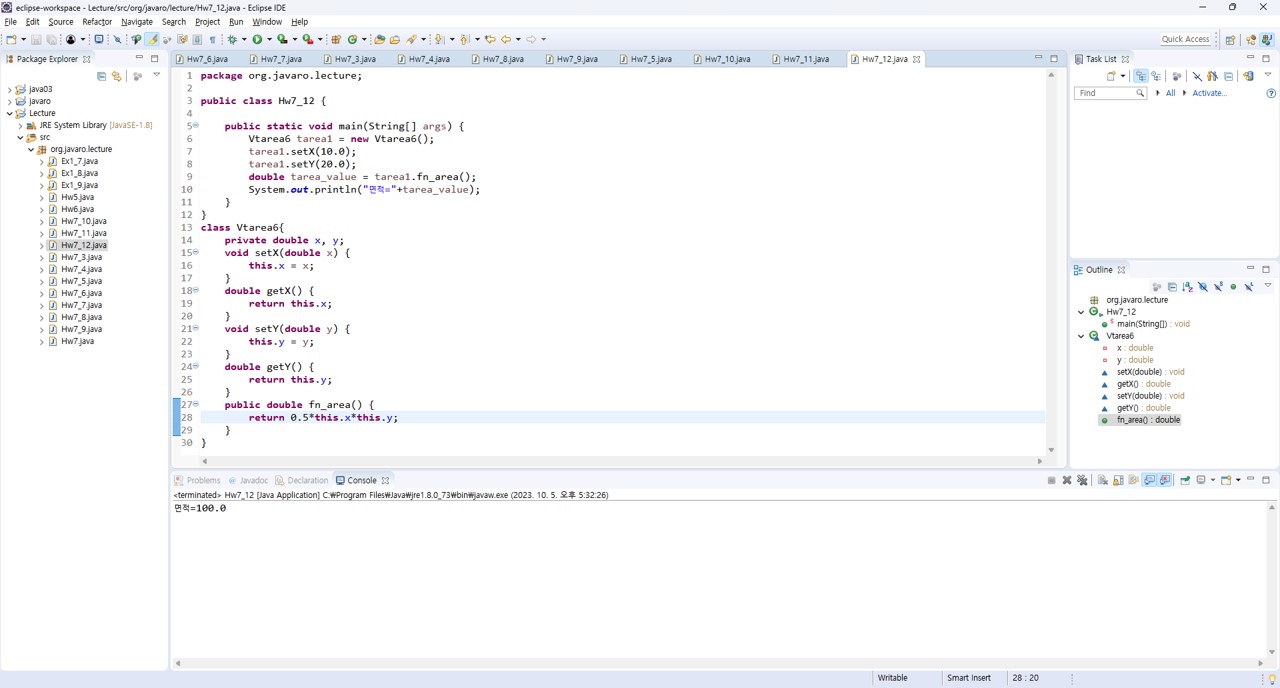 eclipse-workspace - Lecture/src/org/javaro/lecture/Hw7_12.java - Eclipse IDE
File Edit Source Refactor Navigate Search Project Run Window Help
Quick Access
Package Explorer
java03
javaro
Lecture
JRE System Library [JavaSE-1.8]
src
org.javaro.lecture
Ex1_7.java
Ex1_8.java
Ex1_9.java
Hw5.java
Hw6.java
Hw7_10.java
Hw7_11.java
Hw7_12.java
Hw7_3.java
Hw7_4.java
Hw7_5.java
Hw7_6.java
Hw7_7.java
Hw7_8.java
Hw7_9.java
Hw7.java
Hw7_6.java Hw7_7.java Hw7_3.java Hw7_4.java Hw7_8.java Hw7_9.java Hw7_5.java Hw7_10.java Hw7_11.java Hw7_12.java
1 package org.javaro.lecture;
2
3 public class Hw7_12 {
4
5     public static void main(String[] args) {
6         Vtarea6 tarea1 = new Vtarea6();
7         tarea1.setX(10.0);
8         tarea1.setY(20.0);
9         double tarea_value = tarea1.fn_area();
10         System.out.println("면적="+tarea_value);
11     }
12 }
13 class Vtarea6{
14     private double x, y;
15     void setX(double x) {
16         this.x = x;
17     }
18     double getX() {
19         return this.x;
20     }
21     void setY(double y) {
22         this.y = y;
23     }
24     double getY() {
25         return this.y;
26     }
27     public double fn_area() {
28         return 0.5*this.x*this.y;
29     }
30 }
Task List
Find All Activate...
Outline
org.javaro.lecture
Hw7_12
main(String[]) : void
Vtarea6
x : double
y : double
setX(double) : void
getX() : double
setY(double) : void
getY() : double
fn_area() : double
Problems Javadoc Declaration Console
<terminated> Hw7_12 [Java Application] C:₩Program Files₩Java₩jre1.8.0_73₩bin₩javaw.exe (2023. 10. 5. 오후 5:32:26)
면적=100.0
Writable Smart Insert 28 : 20